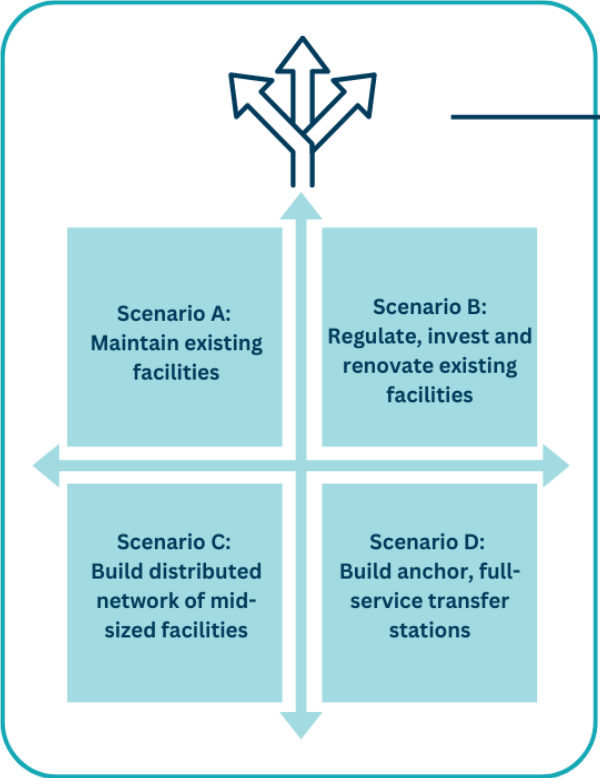 Scenario A:
Maintain existing
facilities
Scenario B:
Regulate, invest and
renovate existing
facilities
Scenario C:
Build distributed
network of mid-
sized facilities
Scenario D:
Build anchor, full-
service transfer
stations